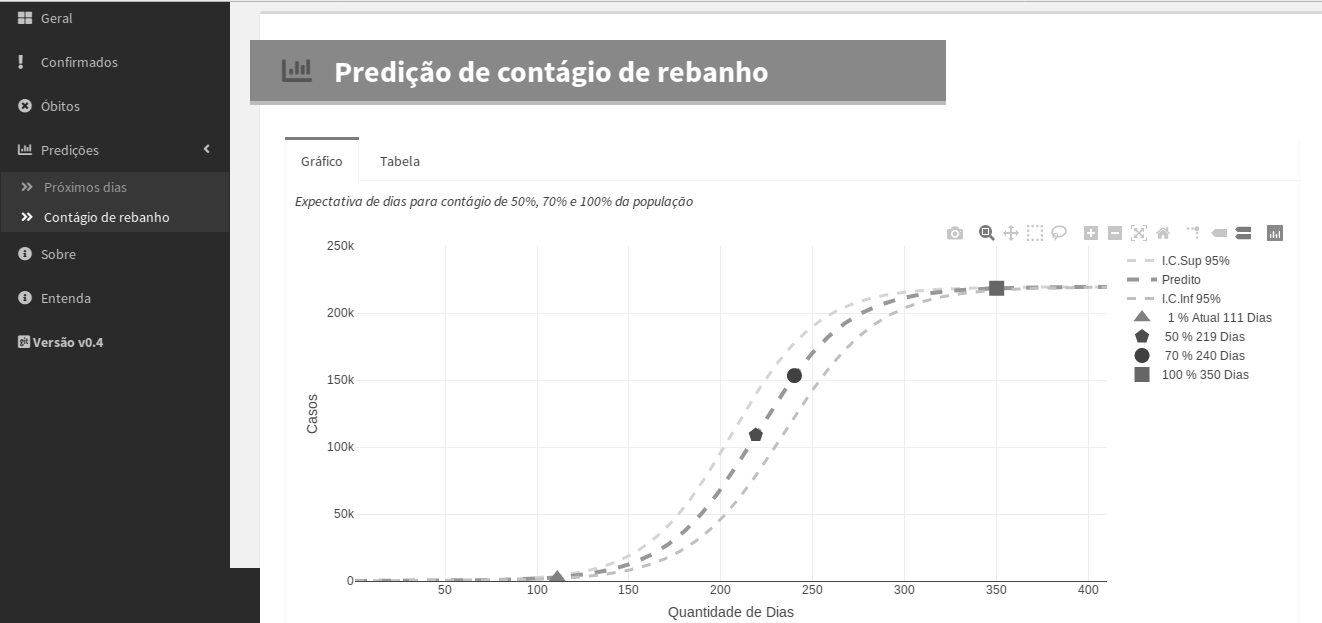 Geral
Confirmados
Óbitos
Predições
Próximos dias
Contágio de rebanho
Sobre
Entenda
git Versão v0.4
Predição de contágio de rebanho
Gráfico Tabela
Expectativa de dias para contágio de 50%, 70% e 100% da população
250k
200k
150k
100k
50k
0
Casos
50 100 150 200 250 300 350 400
Quantidade de Dias
I.C.Sup 95%
Predito
I.C.Inf 95%
1 % Atual 111 Dias
50 % 219 Dias
70 % 240 Dias
100 % 350 Dias